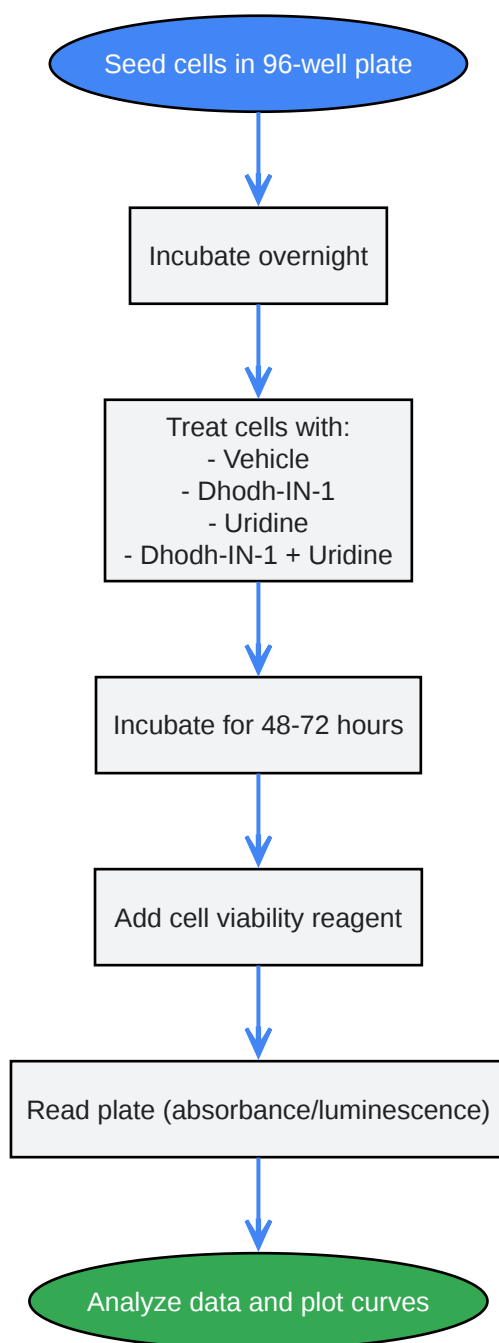 Seed cells in 96-well plate
Incubate overnight
Treat cells with:
- Vehicle
- Dhodh-IN-1
- Uridine
- Dhodh-IN-1 + Uridine
Incubate for 48-72 hours
Add cell viability reagent
Read plate (absorbance/luminescence)
Analyze data and plot curves